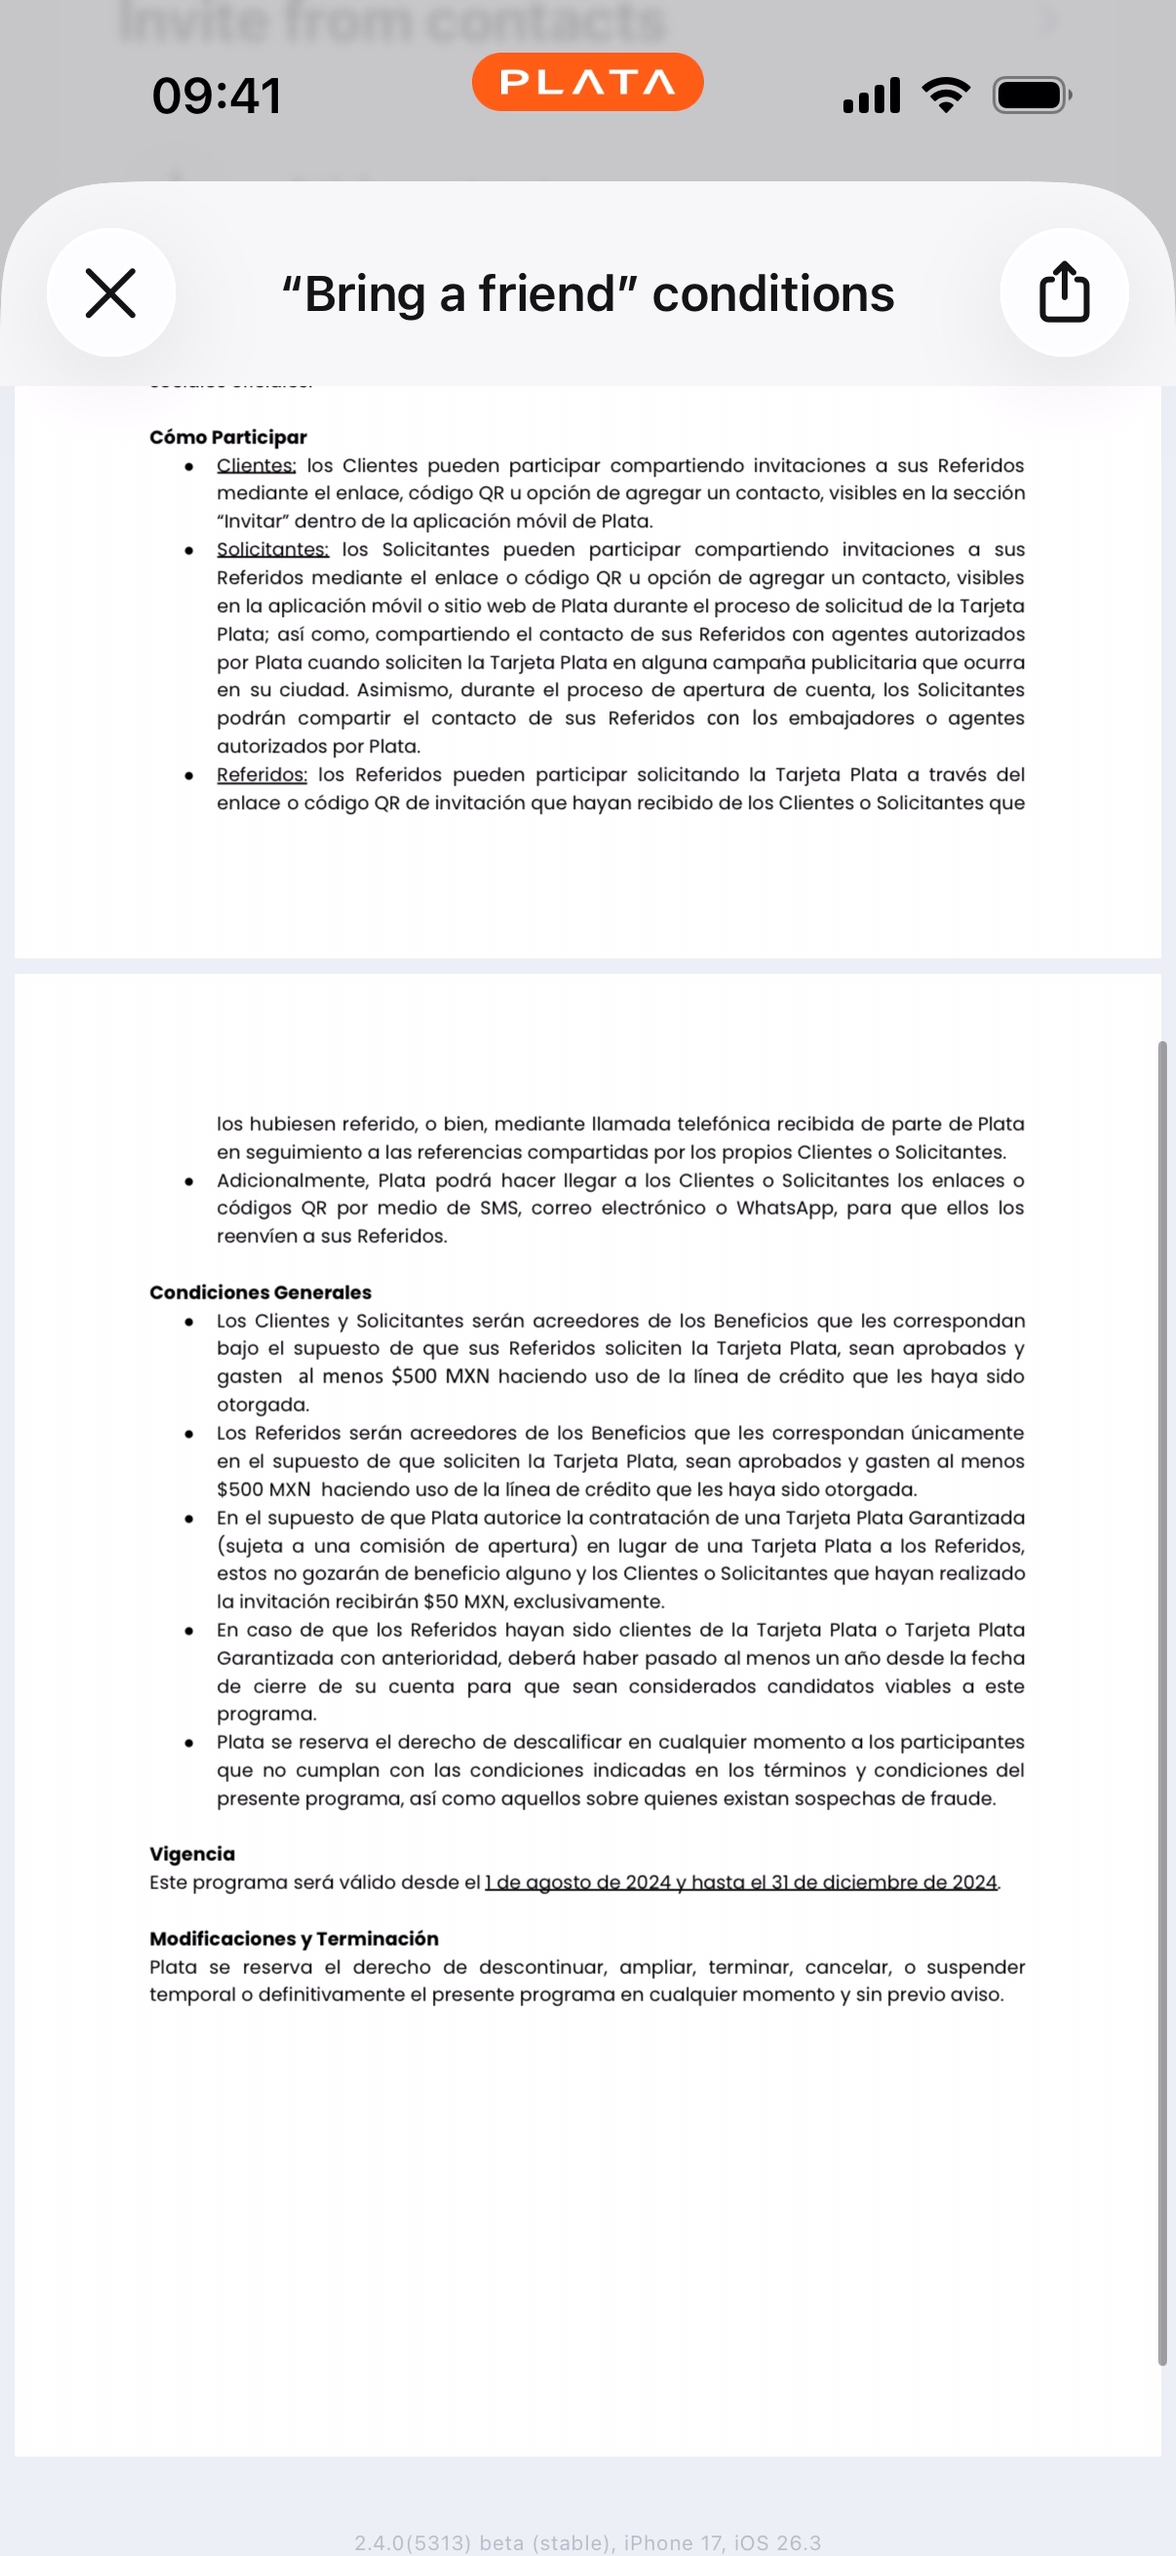 Invite from contacts
09:41
PLATA
“Bring a friend” conditions
Cómo Participar
● Clientes: los Clientes pueden participar compartiendo invitaciones a sus Referidos
mediante el enlace, código QR u opción de agregar un contacto, visibles en la sección
“Invitar” dentro de la aplicación móvil de Plata.
● Solicitantes: los Solicitantes pueden participar compartiendo invitaciones a sus
Referidos mediante el enlace o código QR u opción de agregar un contacto, visibles
en la aplicación móvil o sitio web de Plata durante el proceso de solicitud de la Tarjeta
Plata; así como, compartiendo el contacto de sus Referidos con agentes autorizados
por Plata cuando soliciten la Tarjeta Plata en alguna campaña publicitaria que ocurra
en su ciudad. Asimismo, durante el proceso de apertura de cuenta, los Solicitantes
podrán compartir el contacto de sus Referidos con los embajadores o agentes
autorizados por Plata.
● Referidos: los Referidos pueden participar solicitando la Tarjeta Plata a través del
enlace o código QR de invitación que hayan recibido de los Clientes o Solicitantes que
los hubiesen referido, o bien, mediante llamada telefónica recibida de parte de Plata
en seguimiento a las referencias compartidas por los propios Clientes o Solicitantes.
● Adicionalmente, Plata podrá hacer llegar a los Clientes o Solicitantes los enlaces o
códigos QR por medio de SMS, correo electrónico o WhatsApp, para que ellos los
reenvíen a sus Referidos.
Condiciones Generales
● Los Clientes y Solicitantes serán acreedores de los Beneficios que les correspondan
bajo el supuesto de que sus Referidos soliciten la Tarjeta Plata, sean aprobados y
gasten al menos $500 MXN haciendo uso de la línea de crédito que les haya sido
otorgada.
● Los Referidos serán acreedores de los Beneficios que les correspondan únicamente
en el supuesto de que soliciten la Tarjeta Plata, sean aprobados y gasten al menos
$500 MXN haciendo uso de la línea de crédito que les haya sido otorgada.
● En el supuesto de que Plata autorice la contratación de una Tarjeta Plata Garantizada
(sujeta a una comisión de apertura) en lugar de una Tarjeta Plata a los Referidos,
estos no gozarán de beneficio alguno y los Clientes o Solicitantes que hayan realizado
la invitación recibirán $50 MXN, exclusivamente.
● En caso de que los Referidos hayan sido clientes de la Tarjeta Plata o Tarjeta Plata
Garantizada con anterioridad, deberá haber pasado al menos un año desde la fecha
de cierre de su cuenta para que sean considerados candidatos viables a este
programa.
● Plata se reserva el derecho de descalificar en cualquier momento a los participantes
que no cumplan con las condiciones indicadas en los términos y condiciones del
presente programa, así como aquellos sobre quienes existan sospechas de fraude.
Vigencia
Este programa será válido desde el 1 de agosto de 2024 y hasta el 31 de diciembre de 2024.
Modificaciones y Terminación
Plata se reserva el derecho de descontinuar, ampliar, terminar, cancelar, o suspender
temporal o definitivamente el presente programa en cualquier momento y sin previo aviso.
2.4.0(5313) beta (stable), iPhone 17, iOS 26.3